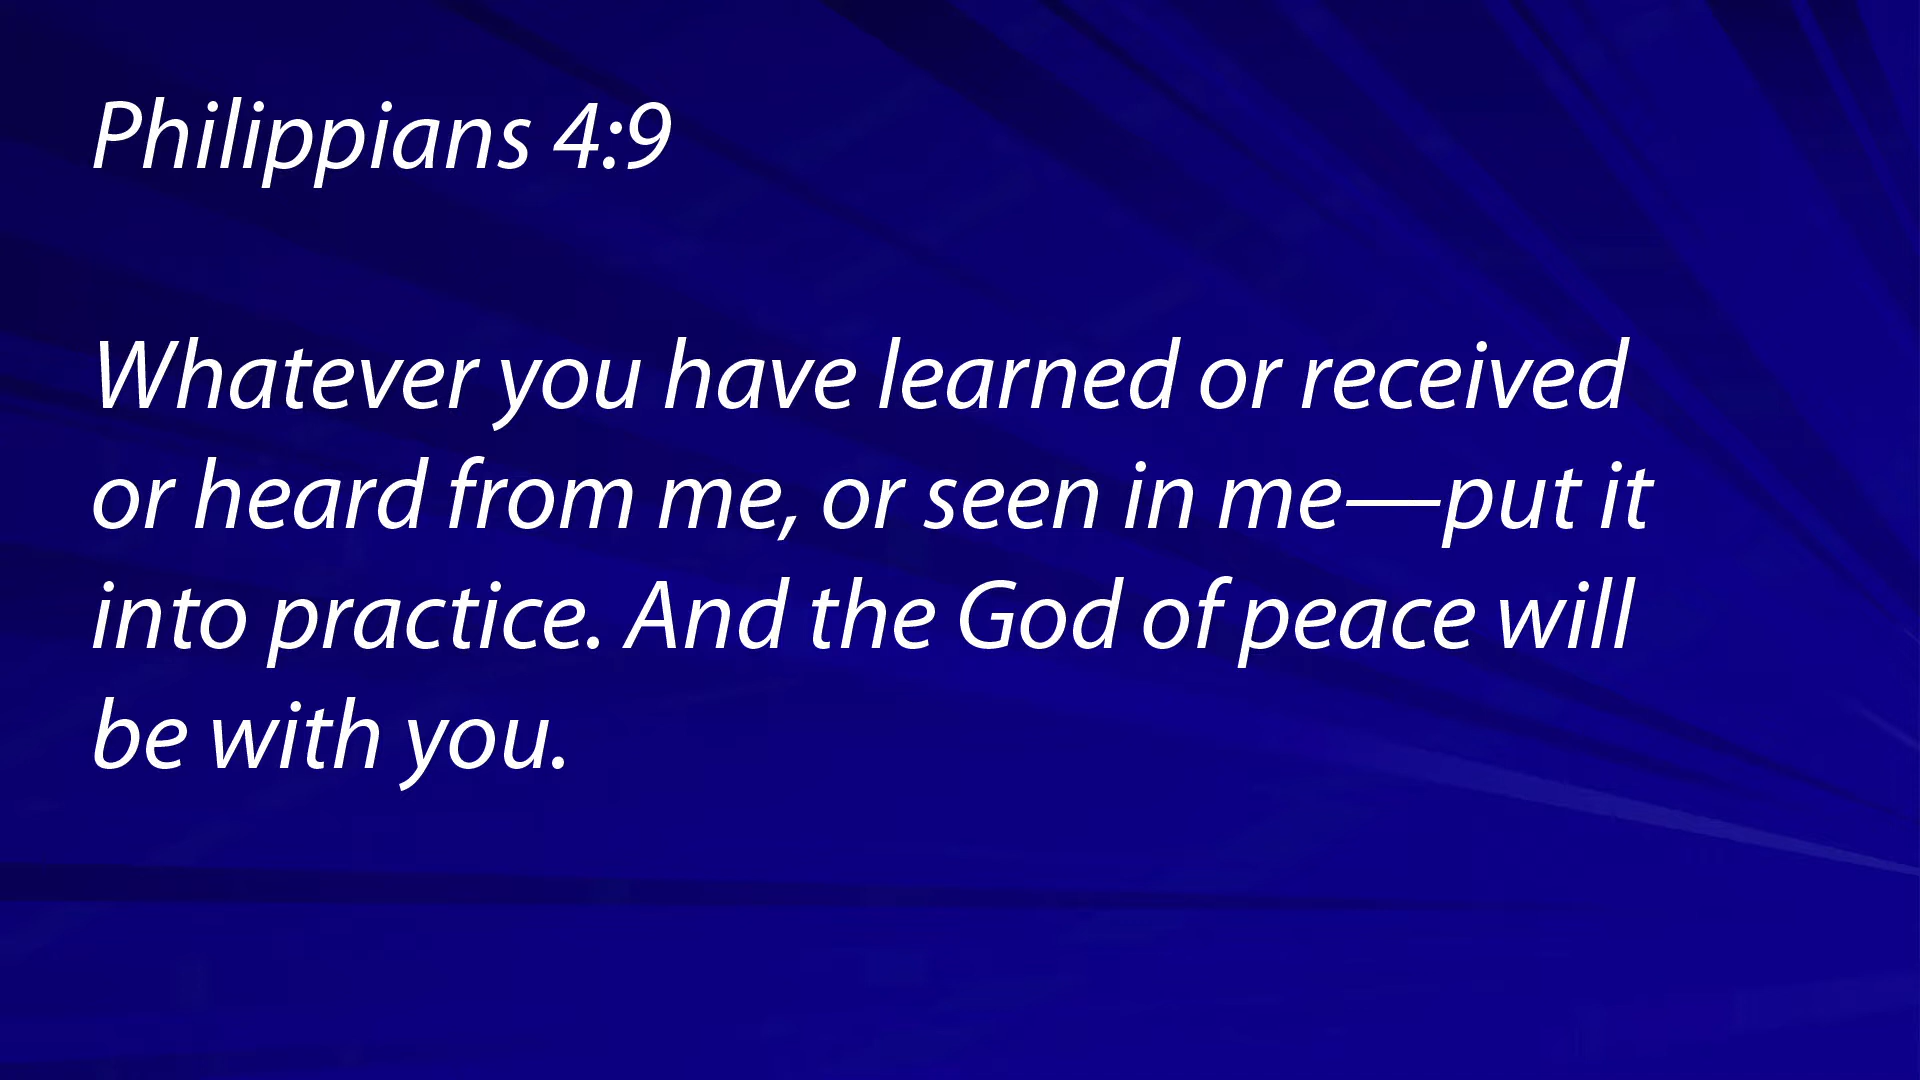 Philippians 4:9
Whatever you have learned or received
or heard from me, or seen in me—put it
into practice. And the God of peace will
be with you.